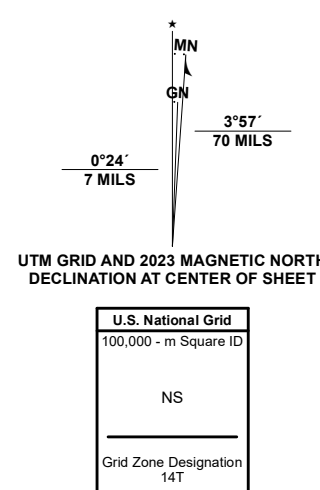 MN
GN
3°57´
70 MILS
0°24´
7 MILS
UTM GRID AND 2023 MAGNETIC NORTH
DECLINATION AT CENTER OF SHEET
U.S. National Grid
100,000 - m Square ID
NS
Grid Zone Designation
14T